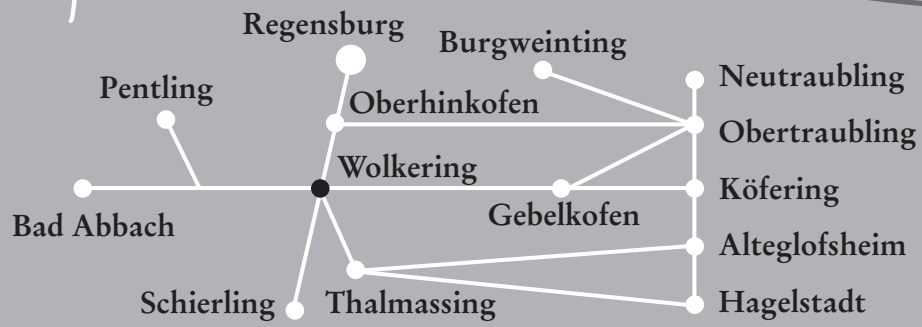 Regensburg
Burgweinting
Neutraubling
Pentling
Oberhinkofen
Obertraubling
Wolkering
Köfering
Gebelkofen
Bad Abbach
Alteglofsheim
Schierling
Thalmassing
Hagelstadt